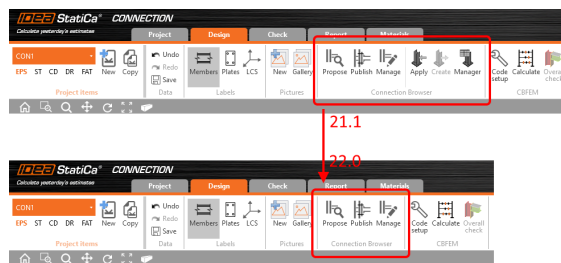 IDEA StatiCa® CONNECTION
Calculate yesterday's estimates
Project Design Check Report Materials
CON1
EPS ST CD DR FAT New Copy
Undo
Redo
Save
Members Plates LCS
New Gallery
Propose Publish Manage Apply Create Manager
Code setup Calculate Overall check
Project items Data Labels Pictures Connection Browser CBFEM
21.1
22.0
IDEA StatiCa® CONNECTION
Calculate yesterday's estimates
Project Design Check Report Materials
CON1
EPS ST CD DR FAT New Copy
Undo
Redo
Save
Members Plates LCS
New Gallery
Propose Publish Manage
Code setup Calculate Overall check
Project items Data Labels Pictures Connection Browser CBFEM